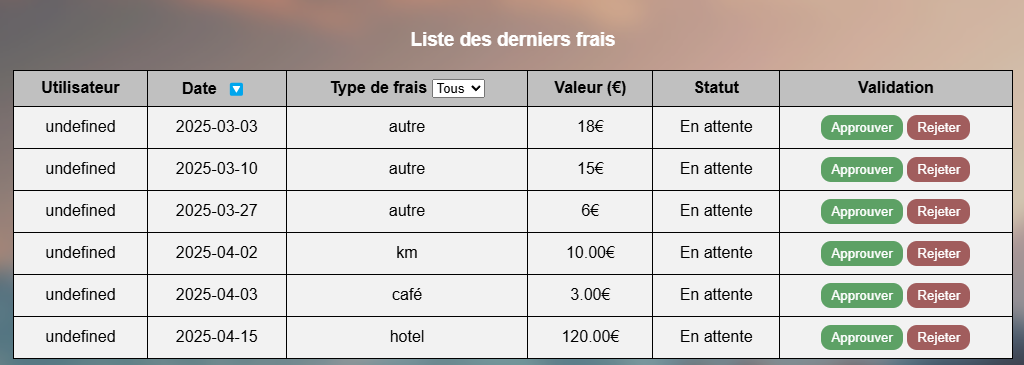 Liste des derniers frais
Utilisateur Date 🔽 Type de frais Tous Valeur (€) Statut Validation
undefined 2025-03-03 autre 18€ En attente Approuver Rejeter
undefined 2025-03-10 autre 15€ En attente Approuver Rejeter
undefined 2025-03-27 autre 6€ En attente Approuver Rejeter
undefined 2025-04-02 km 10.00€ En attente Approuver Rejeter
undefined 2025-04-03 café 3.00€ En attente Approuver Rejeter
undefined 2025-04-15 hotel 120.00€ En attente Approuver Rejeter